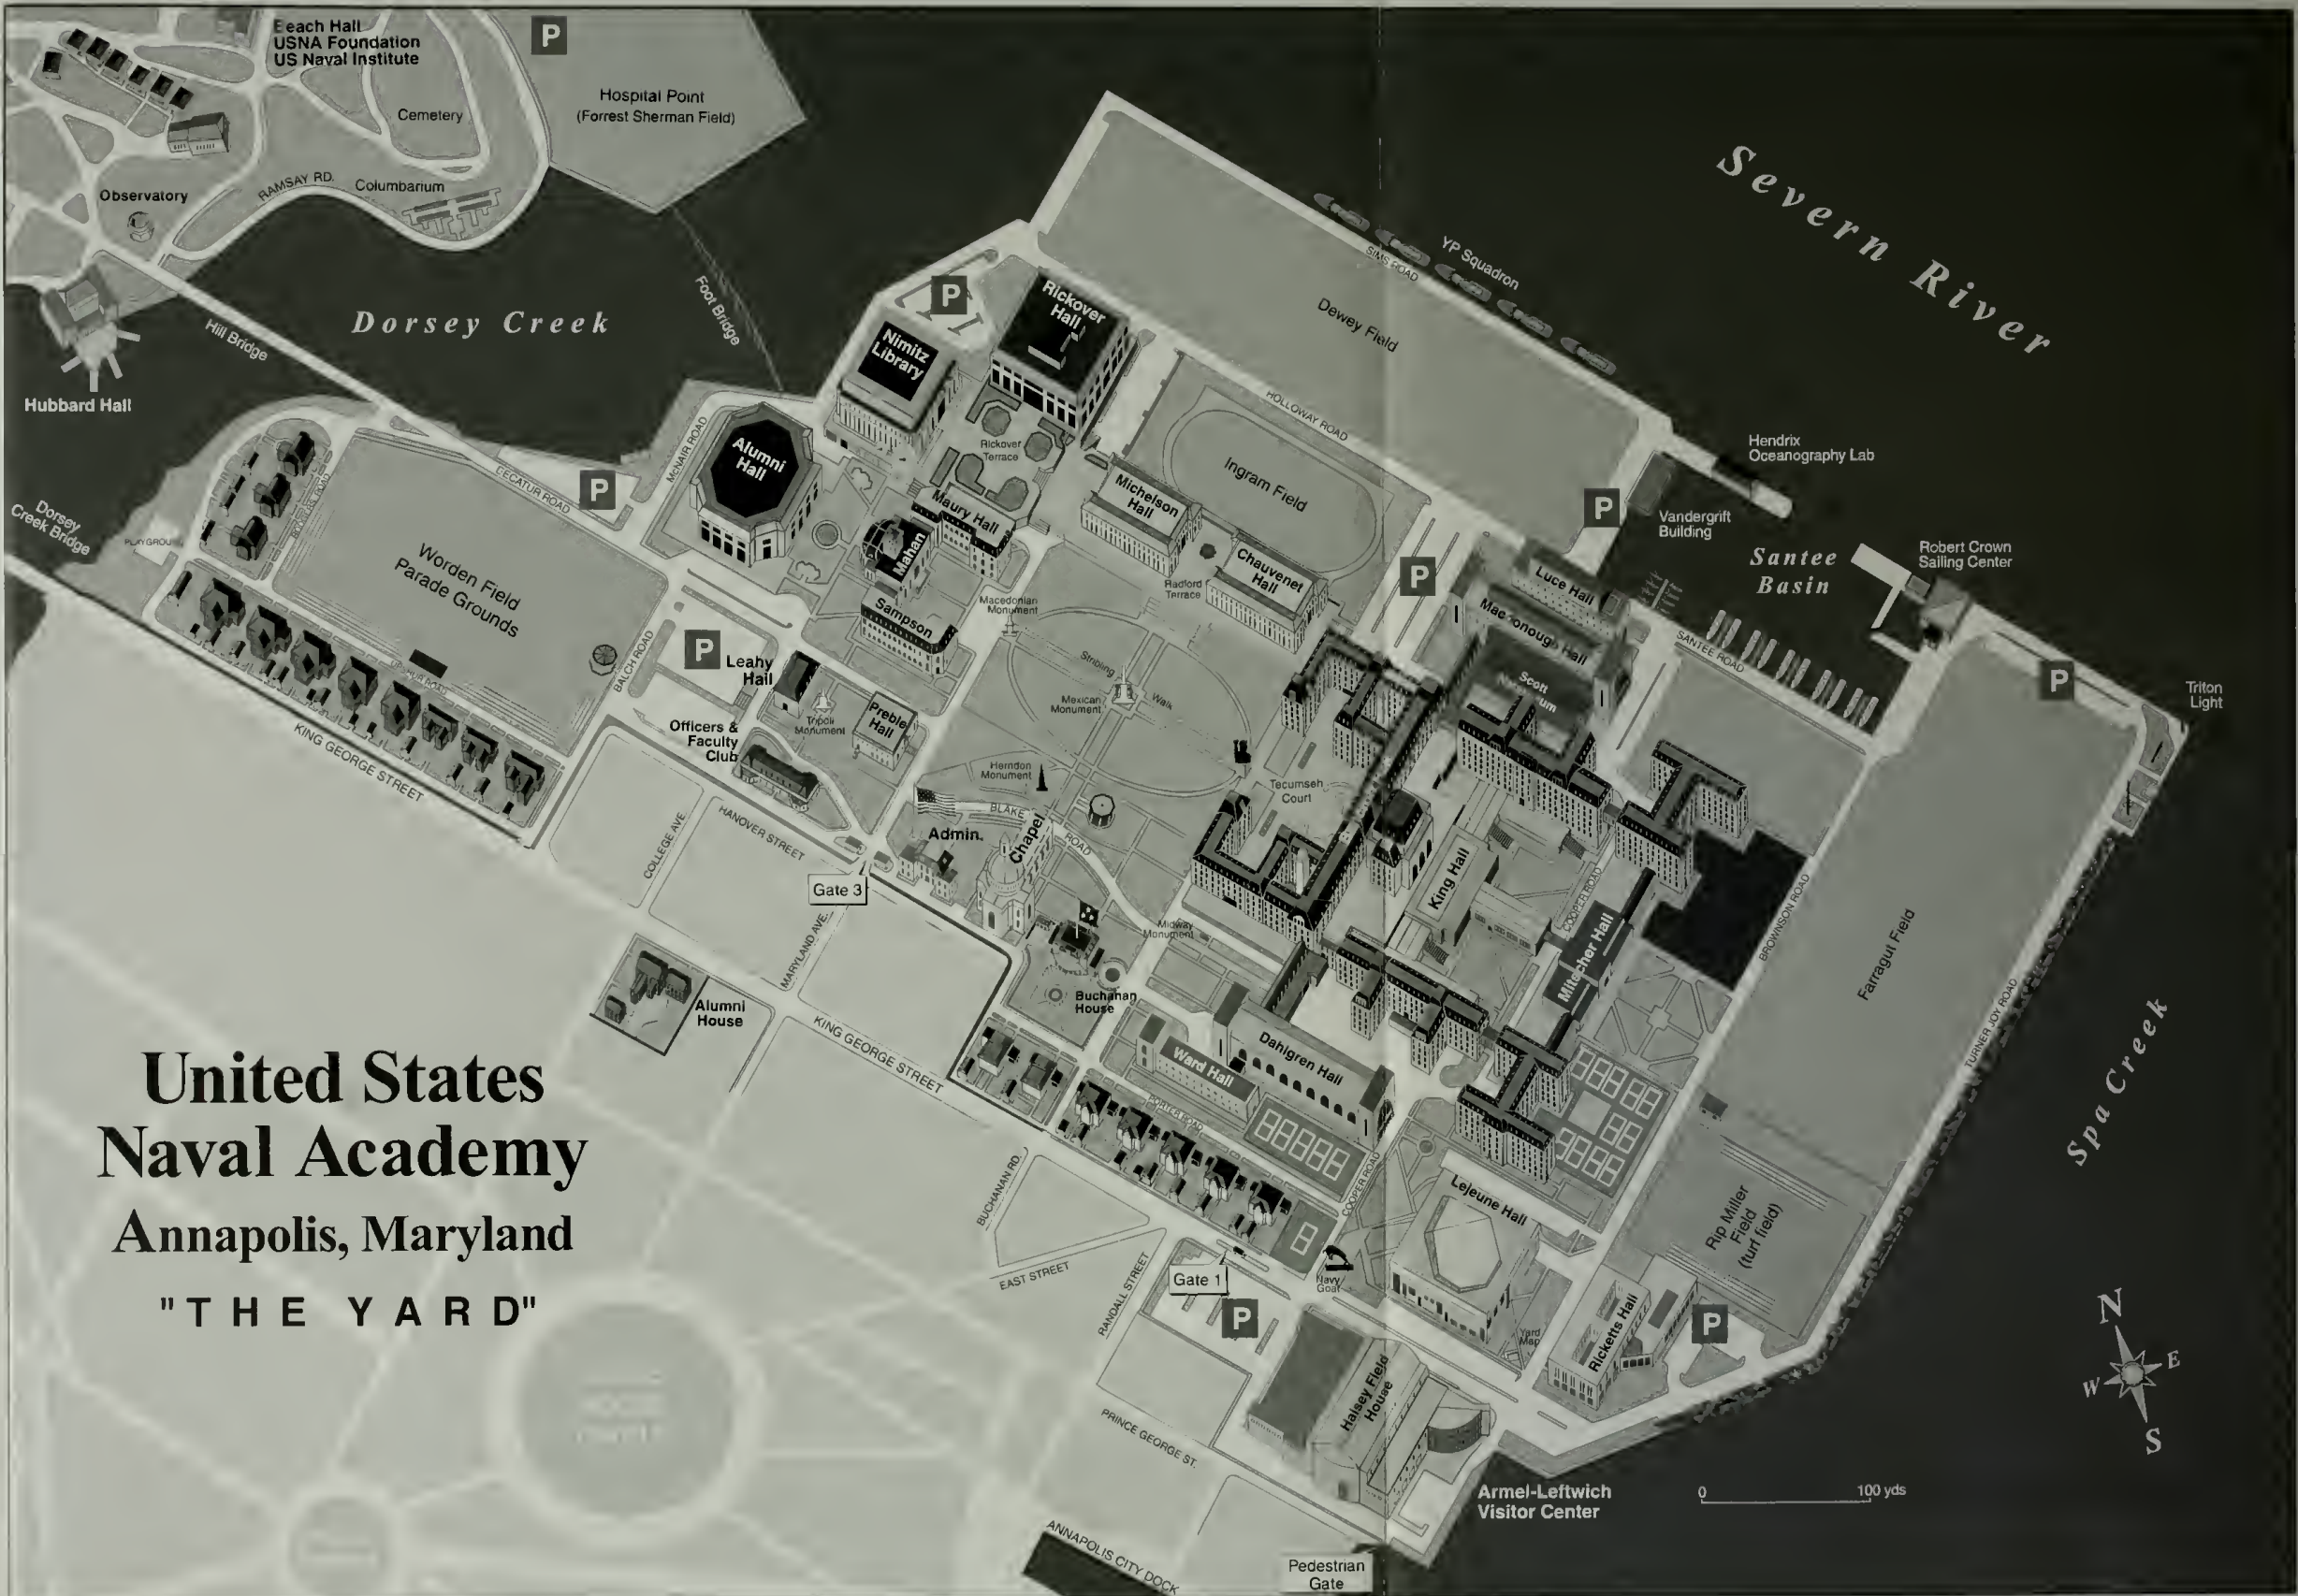 Beach Hall
USNA Foundation
US Naval Institute
P
Hospital Point
(Forrest Sherman Field)
Cemetery
RAMSAY RD.
Columbarium
Observatory
Severn River
YP Squadron
SIMS ROAD
Dewey Field
Foot Bridge
Dorsey Creek
Hill Bridge
Hubbard Hall
P
Rickover
Hall
Nimitz
Library
HOLLOWAY ROAD
Rickover
Terrace
Ingram Field
Hendrix
Oceanography Lab
P
Vandergrift
Building
Santee
Basin
Robert Crown
Sailing Center
McNAIR ROAD
Alumni
Hall
P
DECATUR ROAD
Dorsey
Creek Bridge
Worden Field
Parade Grounds
Maury Hall
Mahan
Michelson
Hall
Chauvenet
Hall
Radford
Terrace
P
Luce Hall
Sampson
Macedonian
Monument
SANTEE ROAD
P
Triton
Light
BALCH ROAD
P
Leahy
Hall
Tripoli
Monument
Preble
Hall
Stribling
Walk
Mexican
Monument
Scott
Officers &
Faculty
Club
KING GEORGE STREET
Herndon
Monument
Tecumseh
Court
BLAKE
ROAD
Admin.
Chapel
COLLEGE AVE.
HANOVER STREET
Gate 3
MARYLAND AVE.
King Hall
COOPER ROAD
Mitscher Hall
BROWNSON ROAD
Farragut Field
TURNER JOY ROAD
Spa Creek
Midway
Monument
Buchanan
House
Alumni
House
KING GEORGE STREET
Ward Hall
Dahlgren Hall
PORTER ROAD
COOPER ROAD
Lejeune Hall
Rip Miller
Field
(turf field)
BUCHANAN RD.
EAST STREET
RANDALL STREET
Gate 1
P
Navy
Goat
Yard
Map
Ricketts Hall
P
Halsey Field
House
PRINCE GEORGE ST.
Armel-Leftwich
Visitor Center
0 100 yds
N
E
W
S
ANNAPOLIS CITY DOCK
Pedestrian
Gate
United States
Naval Academy
Annapolis, Maryland
"THE YARD"